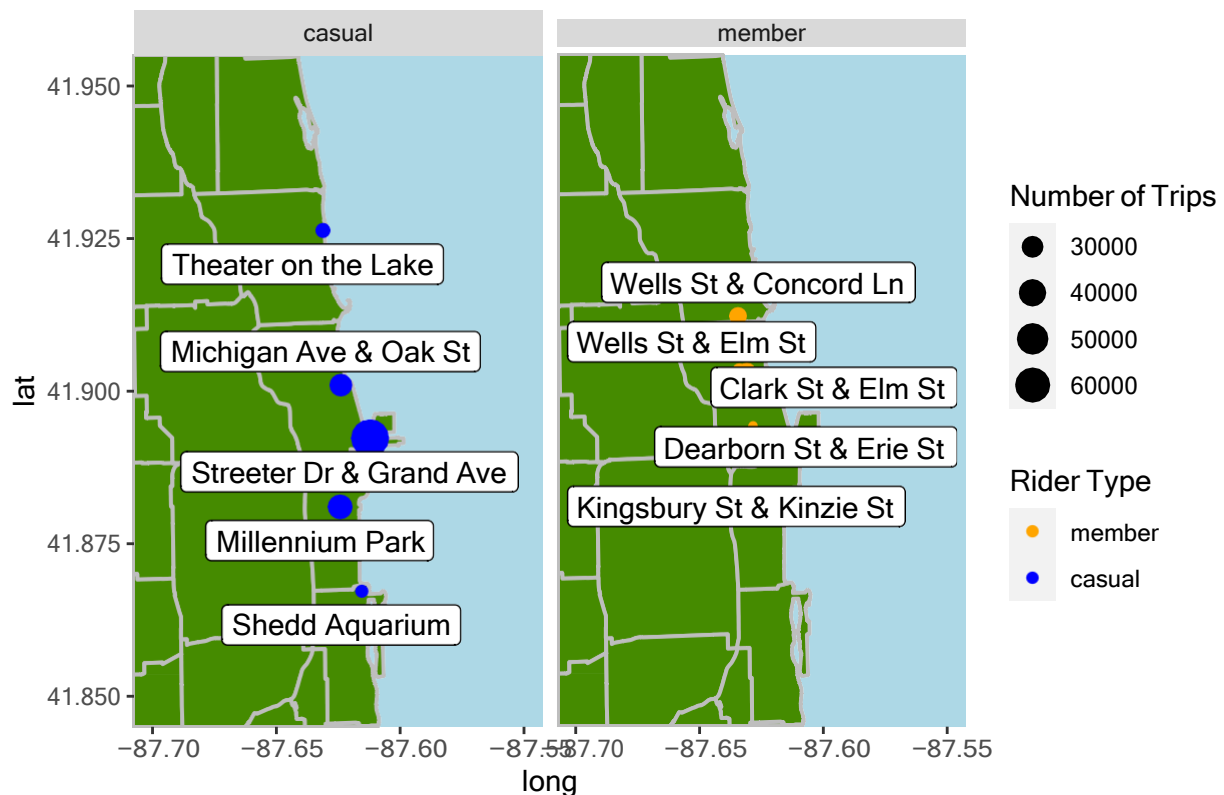 casual
member
41.950
41.925
41.900
41.875
41.850
lat
Theater on the Lake
Michigan Ave & Oak St
Streeter Dr & Grand Ave
Millennium Park
Shedd Aquarium
Wells St & Concord Ln
Wells St & Elm St
Clark St & Elm St
Dearborn St & Erie St
Kingsbury St & Kinzie St
−87.70
−87.65
−87.60
−87.55
−87.70
−87.65
−87.60
−87.55
long
Number of Trips
30000
40000
50000
60000
Rider Type
member
casual